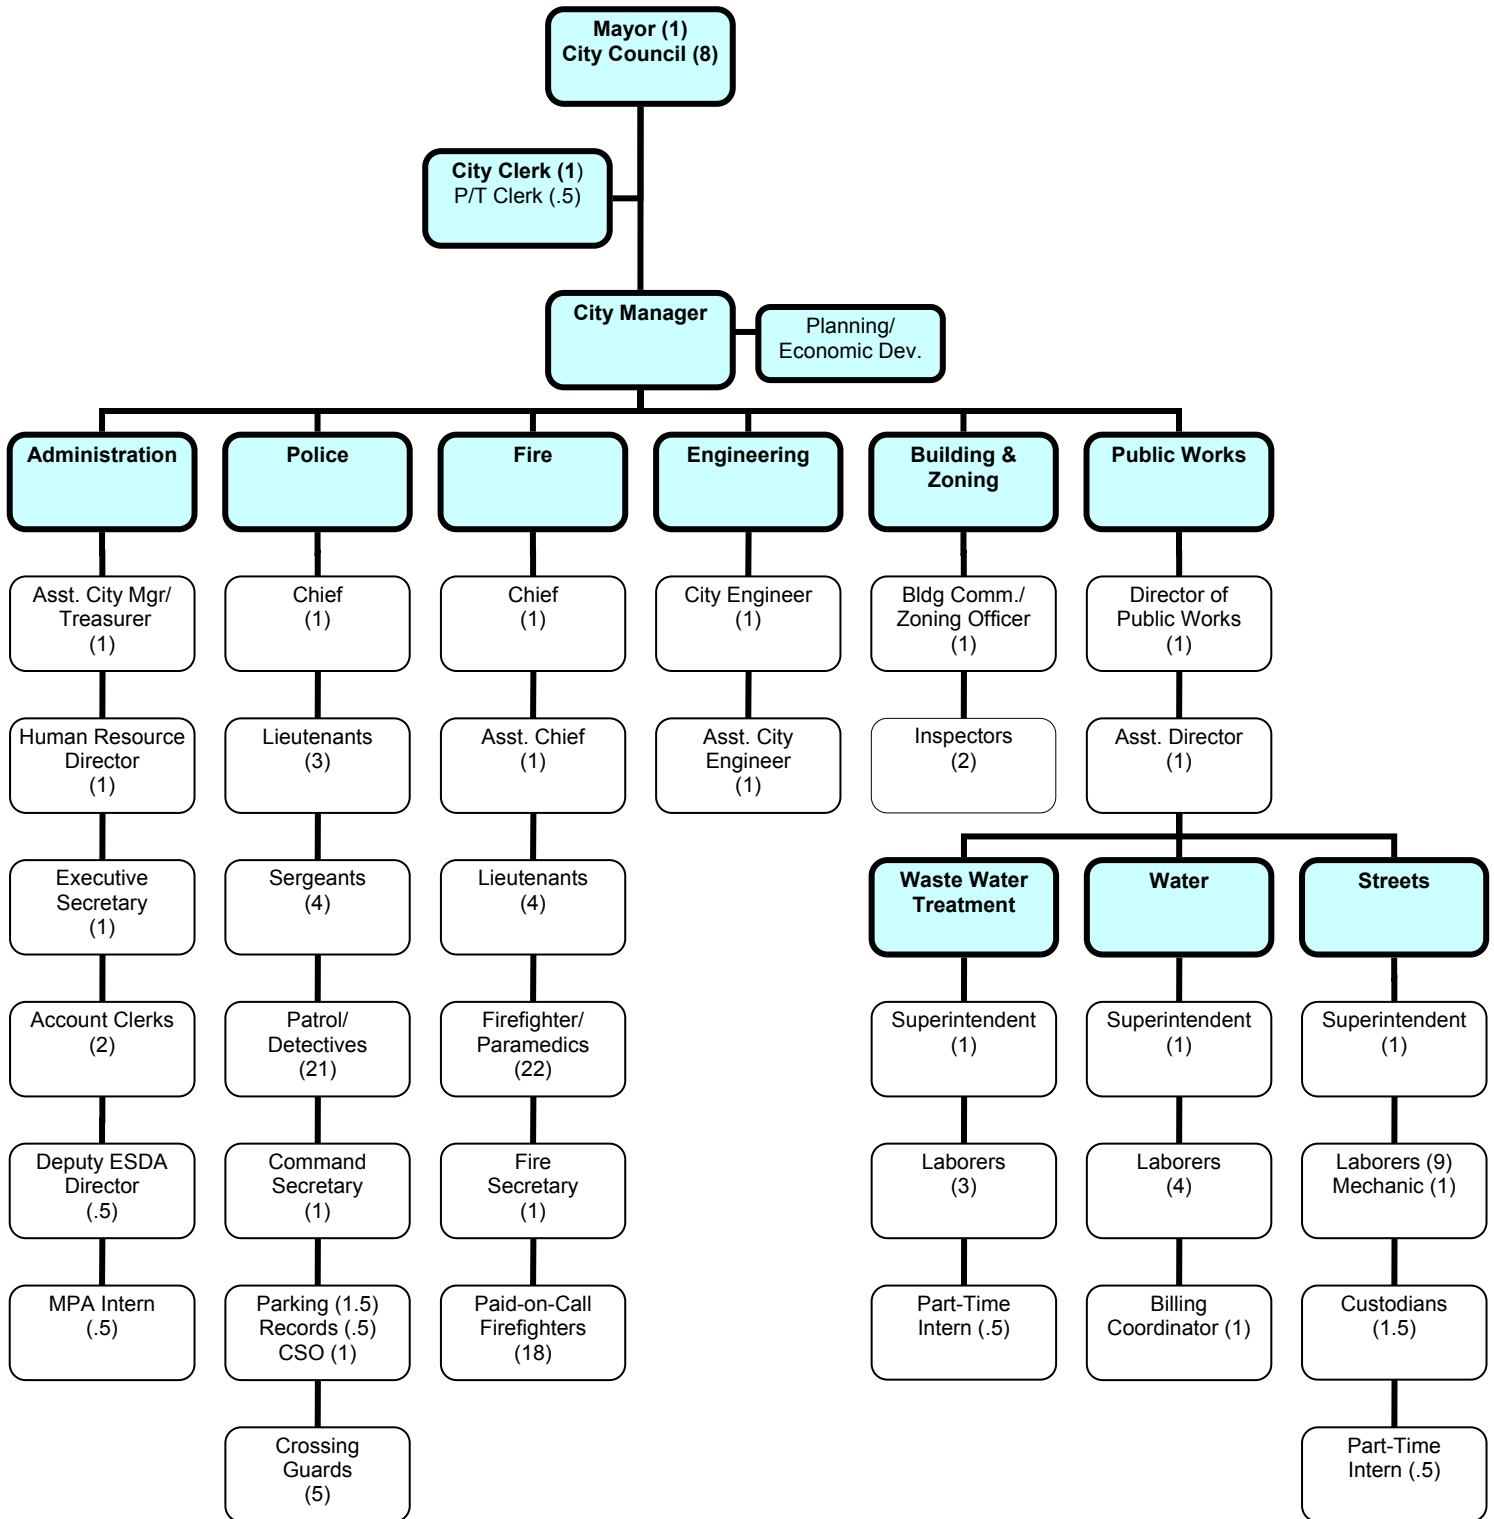 Mayor (1)
City Council (8)
City Clerk (1)
P/T Clerk (.5)
City Manager
Planning/
Economic Dev.
Administration
Police
Fire
Engineering
Building &
Zoning
Public Works
Asst. City Mgr/
Treasurer
(1)
Chief
(1)
Chief
(1)
City Engineer
(1)
Bldg Comm./
Zoning Officer
(1)
Director of
Public Works
(1)
Human Resource
Director
(1)
Lieutenants
(3)
Asst. Chief
(1)
Asst. City
Engineer
(1)
Inspectors
(2)
Asst. Director
(1)
Executive
Secretary
(1)
Sergeants
(4)
Lieutenants
(4)
Waste Water
Treatment
Water
Streets
Account Clerks
(2)
Patrol/
Detectives
(21)
Firefighter/
Paramedics
(22)
Superintendent
(1)
Superintendent
(1)
Superintendent
(1)
Deputy ESDA
Director
(.5)
Command
Secretary
(1)
Fire
Secretary
(1)
Laborers
(3)
Laborers
(4)
Laborers (9)
Mechanic (1)
MPA Intern
(.5)
Parking (1.5)
Records (.5)
CSO (1)
Paid-on-Call
Firefighters
(18)
Part-Time
Intern (.5)
Billing
Coordinator (1)
Custodians
(1.5)
Crossing
Guards
(5)
Part-Time
Intern (.5)